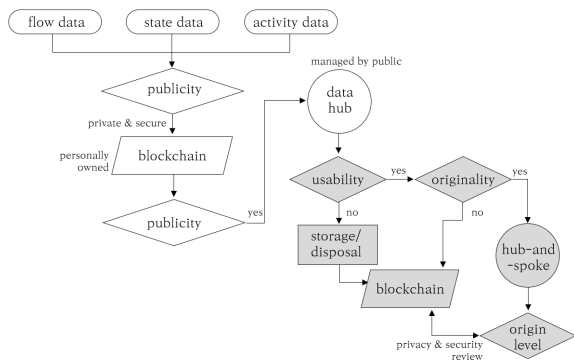 flow data
state data
activity data
publicity
private & secure
personally
owned
blockchain
publicity
yes
managed by public
data
hub
usability
yes
originality
yes
no
no
storage/
disposal
hub-and
-spoke
blockchain
privacy & security
review
origin
level